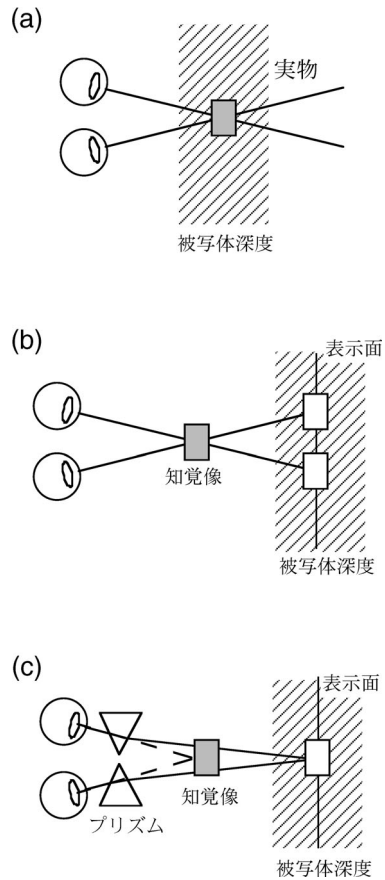 (a)
実物
被写体深度
(b)
表示面
知覚像
被写体深度
(c)
表示面
知覚像
プリズム
被写体深度